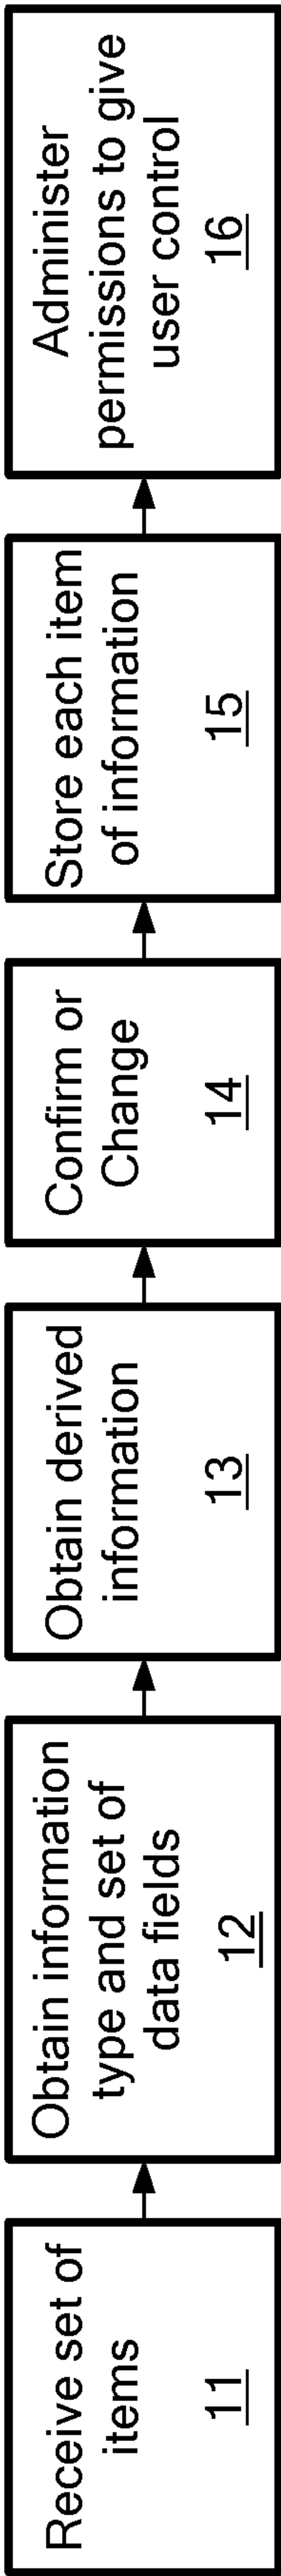 Receive set of
items
11
Obtain information
type and set of
data fields
12
Obtain derived
information
13
Confirm or
Change
14
Store each item
of information
15
Administer
permissions to give
user control
16